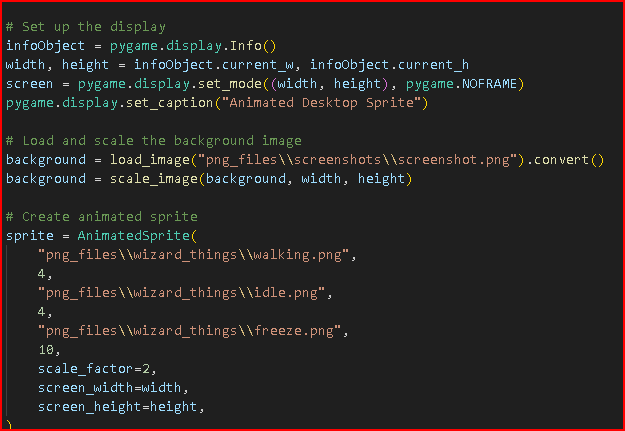 # Set up the display
infoObject = pygame.display.Info()
width, height = infoObject.current_w, infoObject.current_h
screen = pygame.display.set_mode((width, height), pygame.NOFRAME)
pygame.display.set_caption("Animated Desktop Sprite")

# Load and scale the background image
background = load_image("png_files\\screenshots\\screenshot.png").convert()
background = scale_image(background, width, height)

# Create animated sprite
sprite = AnimatedSprite(
    "png_files\\wizard_things\\walking.png",
    4,
    "png_files\\wizard_things\\idle.png",
    4,
    "png_files\\wizard_things\\freeze.png",
    10,
    scale_factor=2,
    screen_width=width,
    screen_height=height,
)